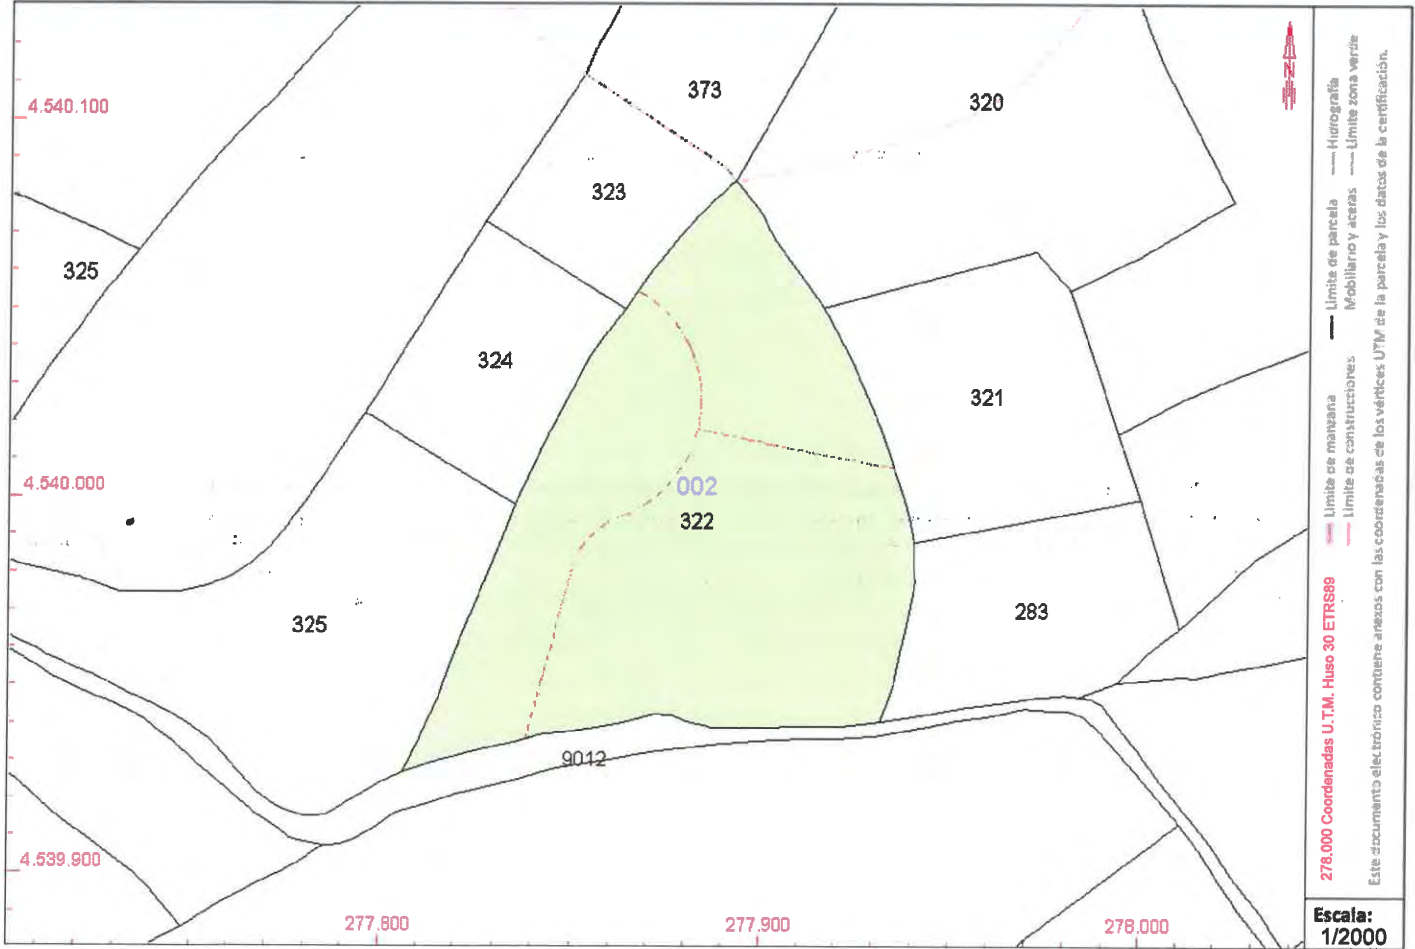 4.540.100
373
320
323
325
324
321
4.540.000
002
322
325
283
9012
4.539.900
277.800
277.900
278.000
278.000 Coordenadas U.T.M. Huso 30 ETRS89
Límite de manzana
Límite de parcela
Hidrografía
Límite de construcciones
Mobiliario y aceras
Límite zona verde
Este documento electrónico contiene anexos con las coordenadas de los vértices UTM de la parcela y los datos de la certificación.
Escala:
1/2000